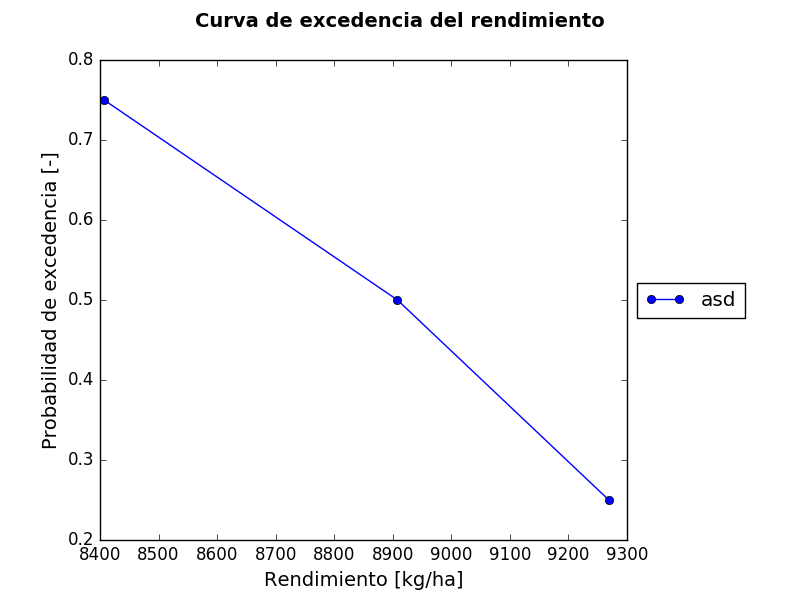 Curva de excedencia del rendimiento
Probabilidad de excedencia [-]
0.8
0.7
0.6
0.5
0.4
0.3
0.2
8400 8500 8600 8700 8800 8900 9000 9100 9200 9300
Rendimiento [kg/ha]
asd